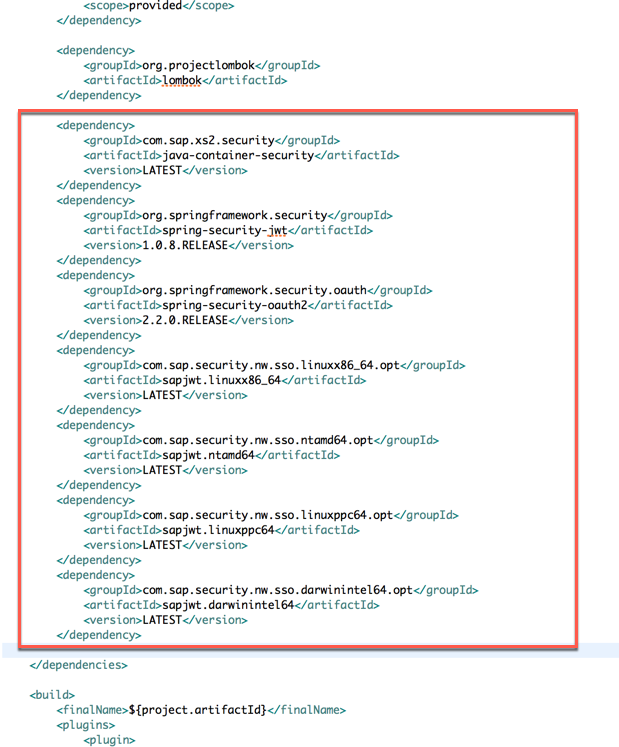 <scope>provided</scope>
</dependency>
<dependency>
<groupId>org.projectlombok</groupId>
<artifactId>lombok</artifactId>
</dependency>
<dependency>
<groupId>com.sap.xs2.security</groupId>
<artifactId>java-container-security</artifactId>
<version>LATEST</version>
</dependency>
<dependency>
<groupId>org.springframework.security</groupId>
<artifactId>spring-security-jwt</artifactId>
<version>1.0.8.RELEASE</version>
</dependency>
<dependency>
<groupId>org.springframework.security.oauth</groupId>
<artifactId>spring-security-oauth2</artifactId>
<version>2.2.0.RELEASE</version>
</dependency>
<dependency>
<groupId>com.sap.security.nw.sso.linuxx86_64.opt</groupId>
<artifactId>sapjwt.linuxx86_64</artifactId>
<version>LATEST</version>
</dependency>
<dependency>
<groupId>com.sap.security.nw.sso.ntamd64.opt</groupId>
<artifactId>sapjwt.ntamd64</artifactId>
<version>LATEST</version>
</dependency>
<dependency>
<groupId>com.sap.security.nw.sso.linuxppc64.opt</groupId>
<artifactId>sapjwt.linuxppc64</artifactId>
<version>LATEST</version>
</dependency>
<dependency>
<groupId>com.sap.security.nw.sso.darwinintel64.opt</groupId>
<artifactId>sapjwt.darwinintel64</artifactId>
<version>LATEST</version>
</dependency>
</dependencies>
<build>
<finalName>${project.artifactId}</finalName>
<plugins>
<plugin>